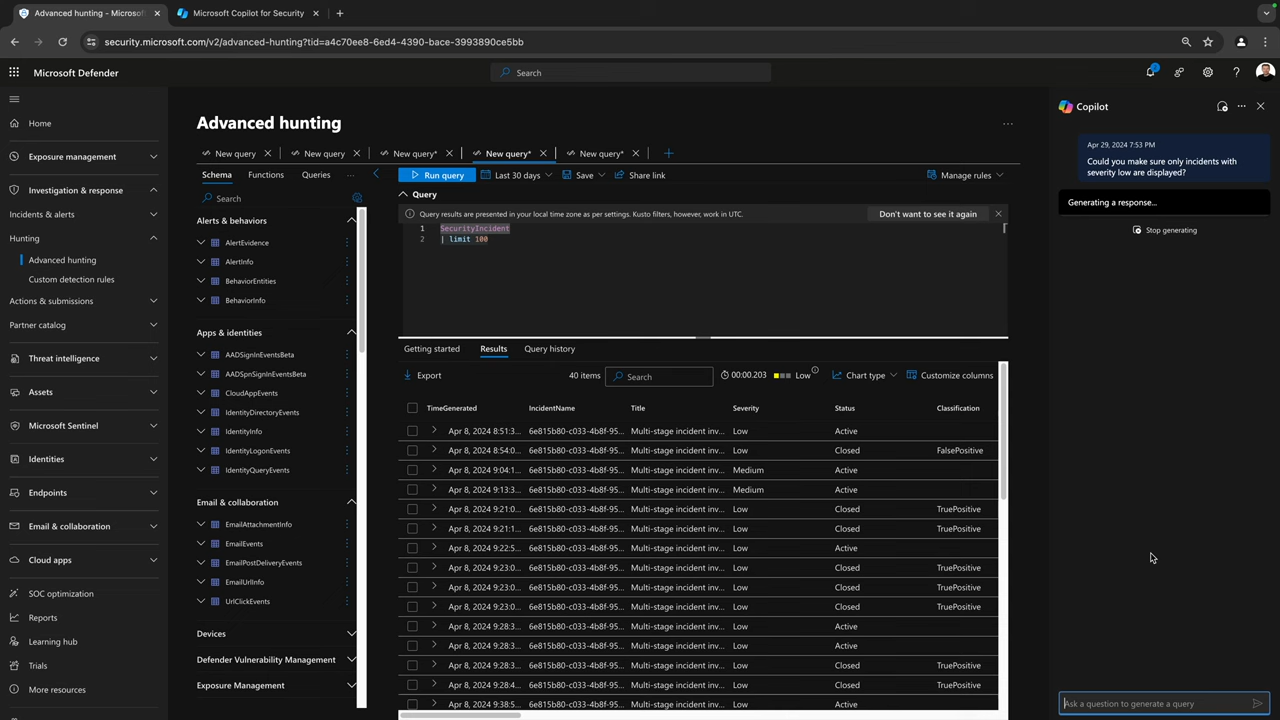 Advanced hunting - Microsoft
Microsoft Copilot for Security
security.microsoft.com/v2/advanced-hunting?tid=a4c70ee8-6ed4-4390-bace-3993890c5ebb
Microsoft Defender
Search
Home
Exposure management
Investigation & response
Incidents & alerts
Hunting
Advanced hunting
Custom detection rules
Actions & submissions
Partner catalog
Threat intelligence
Assets
Microsoft Sentinel
Identities
Endpoints
Email & collaboration
Cloud apps
SOC optimization
Reports
Learning hub
Trials
More resources
Advanced hunting
New query
New query
New query*
New query*
New query*
Schema
Functions
Queries
Search
Alerts & behaviors
AlertEvidence
AlertInfo
BehaviorEntities
BehaviorInfo
Apps & identities
AADSignInEventsBeta
AADSpnSignInEventsBeta
CloudAppEvents
IdentityDirectoryEvents
IdentityInfo
IdentityLogonEvents
IdentityQueryEvents
Email & collaboration
EmailAttachmentInfo
EmailEvents
EmailPostDeliveryEvents
EmailUrlInfo
UrlClickEvents
Devices
Defender Vulnerability Management
Exposure Management
Run query
Last 30 days
Save
Share link
Manage rules
Query
Query results are presented in your local time zone as per settings. Kusto filters, however, work in UTC.
Don't want to see it again
1 SecurityIncident
2 | limit 100
Getting started
Results
Query history
Export
40 items
Search
00:00.203
Low
Chart type
Customize columns
TimeGenerated IncidentName Title Severity Status Classification
Apr 8, 2024 8:51:3... 6e815b80-c033-4b8f-95... Multi-stage incident inv... Low Active
Apr 8, 2024 8:54:0... 6e815b80-c033-4b8f-95... Multi-stage incident inv... Low Closed FalsePositive
Apr 8, 2024 9:04:1... 6e815b80-c033-4b8f-95... Multi-stage incident inv... Medium Active
Apr 8, 2024 9:13:3... 6e815b80-c033-4b8f-95... Multi-stage incident inv... Medium Active
Apr 8, 2024 9:21:0... 6e815b80-c033-4b8f-95... Multi-stage incident inv... Low Closed TruePositive
Apr 8, 2024 9:21:1... 6e815b80-c033-4b8f-95... Multi-stage incident inv... Low Closed TruePositive
Apr 8, 2024 9:22:5... 6e815b80-c033-4b8f-95... Multi-stage incident inv... Low Active
Apr 8, 2024 9:23:0... 6e815b80-c033-4b8f-95... Multi-stage incident inv... Low Closed TruePositive
Apr 8, 2024 9:23:0... 6e815b80-c033-4b8f-95... Multi-stage incident inv... Low Closed TruePositive
Apr 8, 2024 9:23:0... 6e815b80-c033-4b8f-95... Multi-stage incident inv... Low Closed TruePositive
Apr 8, 2024 9:28:3... 6e815b80-c033-4b8f-95... Multi-stage incident inv... Low Active
Apr 8, 2024 9:28:3... 6e815b80-c033-4b8f-95... Multi-stage incident inv... Low Active
Apr 8, 2024 9:28:3... 6e815b80-c033-4b8f-95... Multi-stage incident inv... Low Closed TruePositive
Apr 8, 2024 9:28:4... 6e815b80-c033-4b8f-95... Multi-stage incident inv... Low Closed TruePositive
Apr 8, 2024 9:38:5... 6e815b80-c033-4b8f-95... Multi-stage incident inv... Low Active
Copilot
Apr 29, 2024 7:53 PM
Could you make sure only incidents with
severity low are displayed?
Generating a response...
Stop generating
Ask a question to generate a query